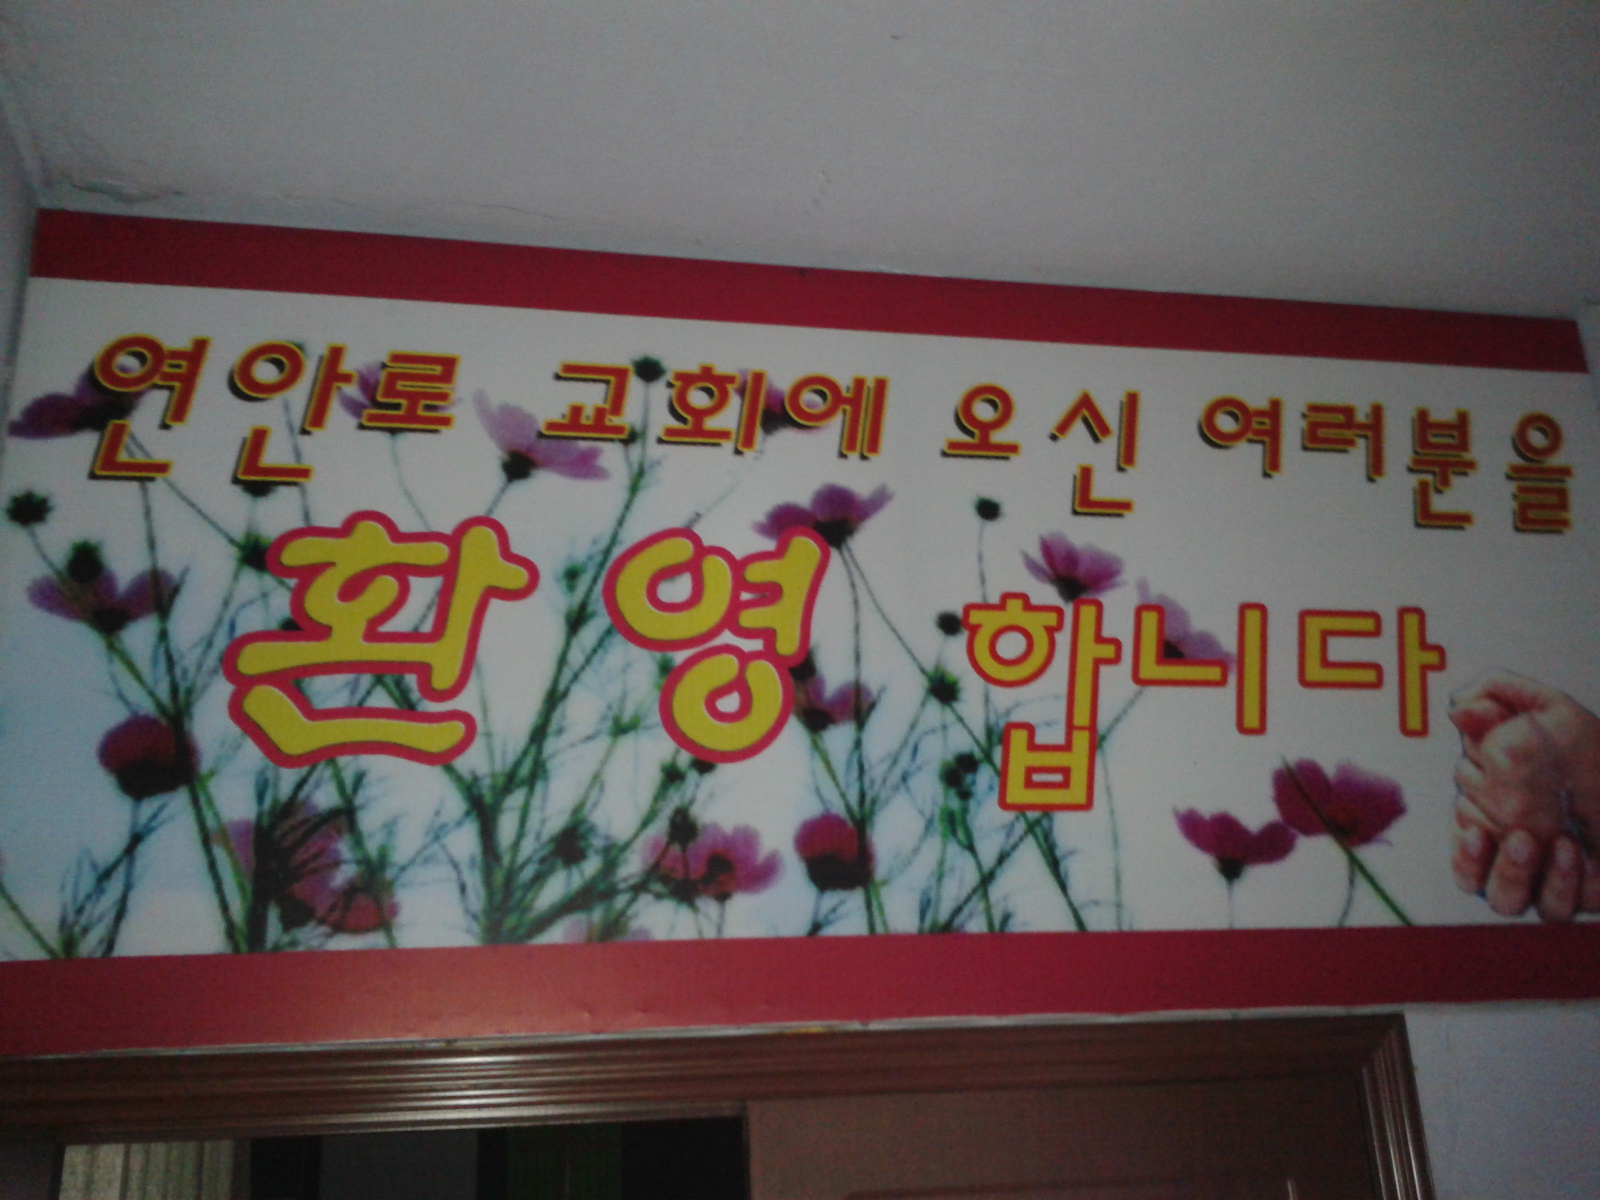 연안로 교회에 오신 여러분을
환영 합니다